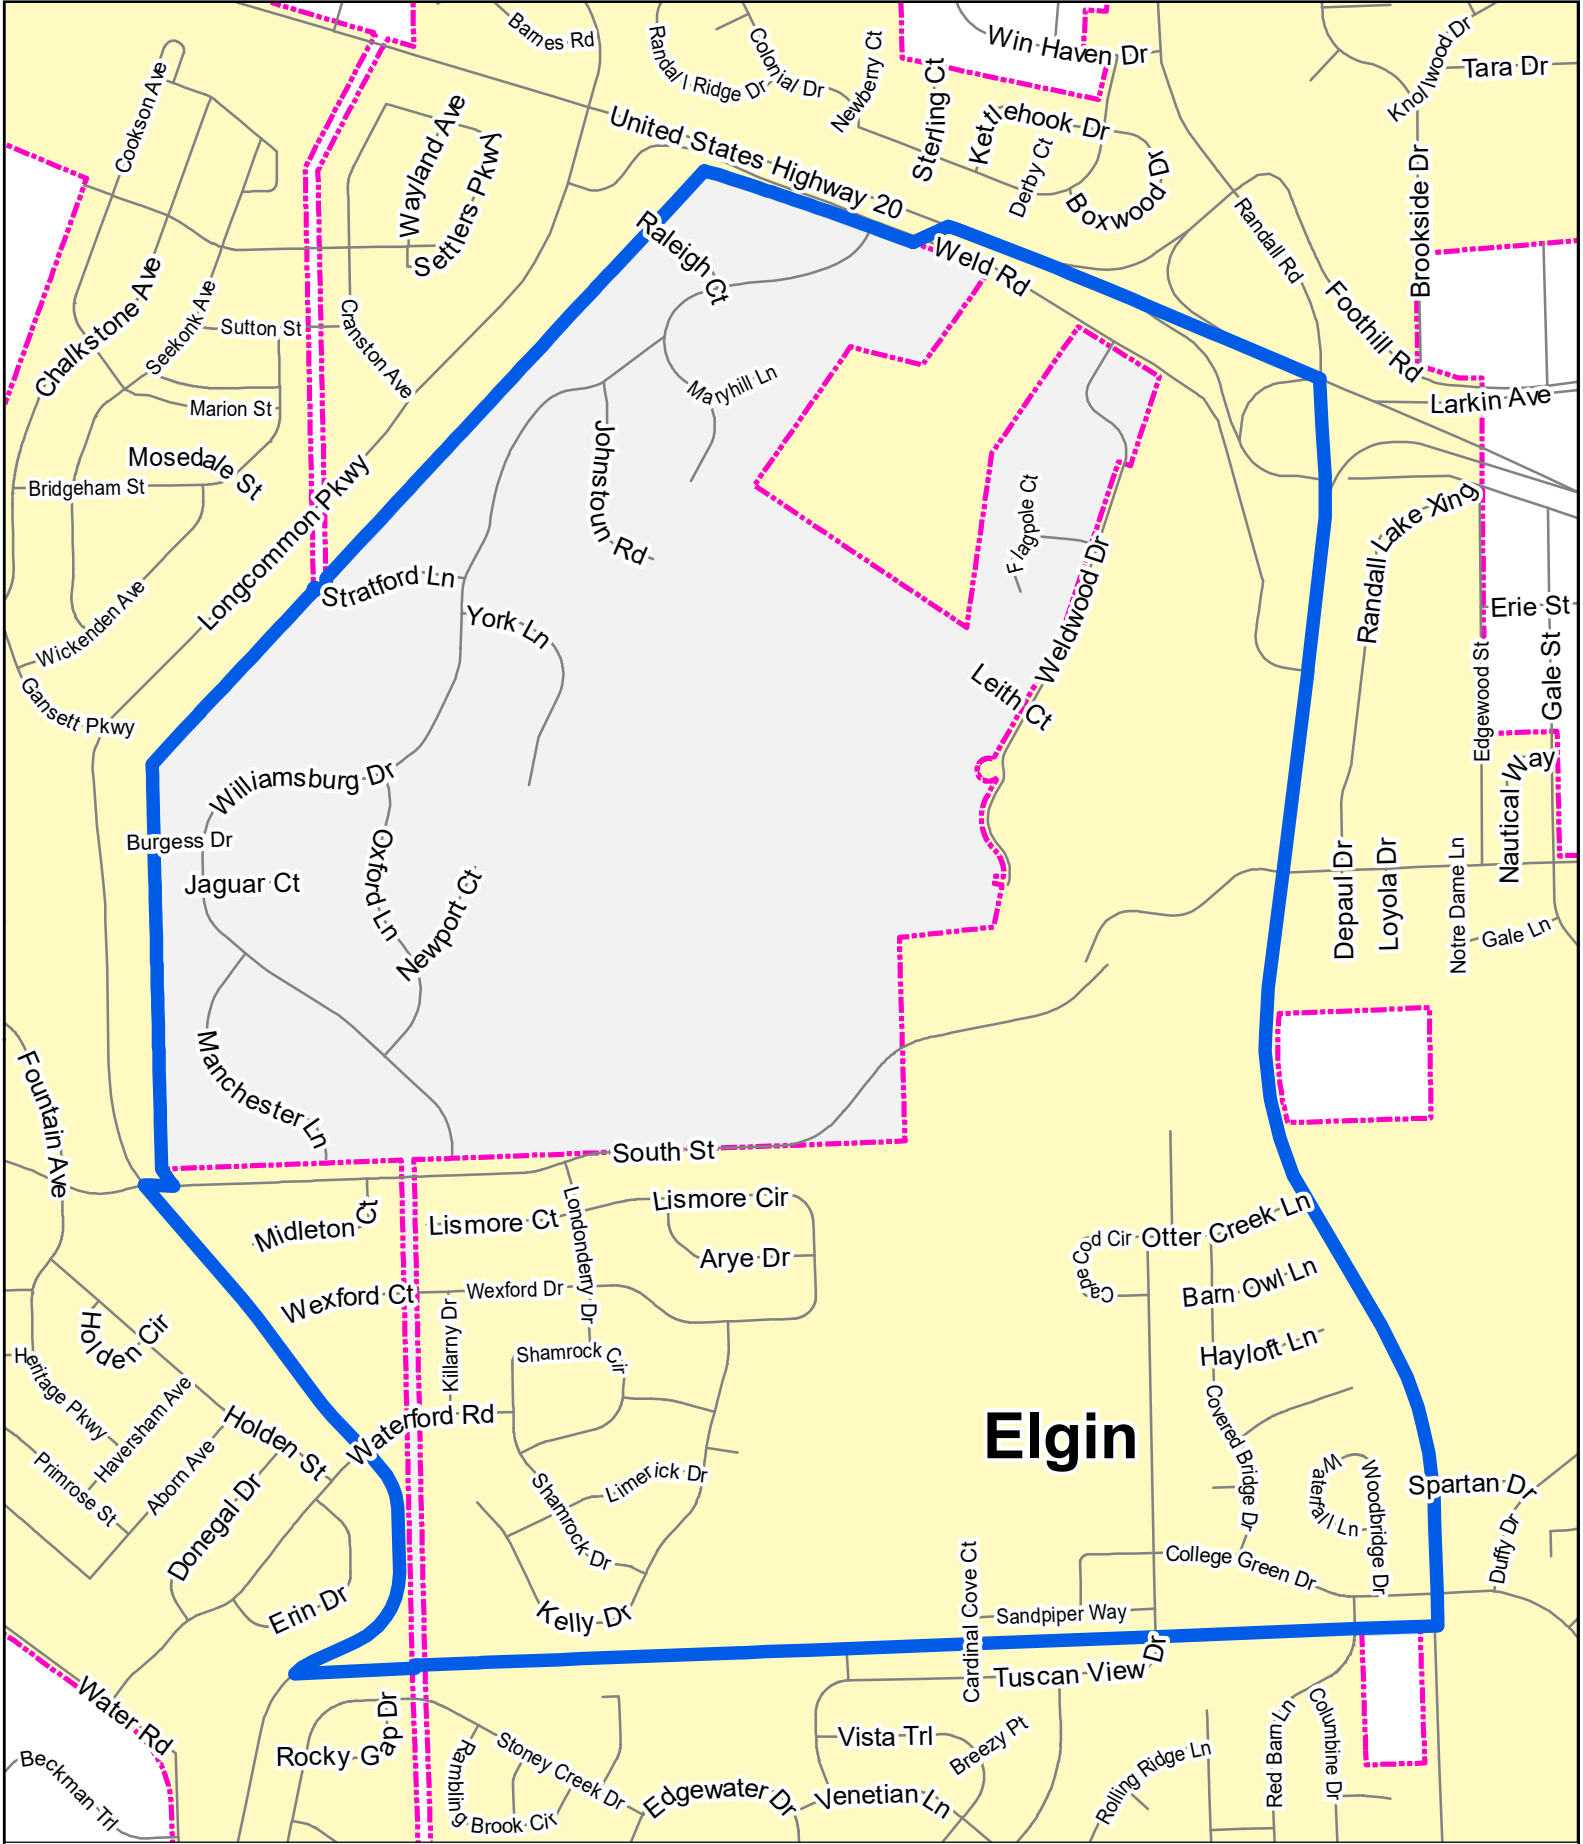 Barnes Rd
Randall Ridge Dr
Colonial Dr
Newberry Ct
Win Haven Dr
Sterling Ct
Kettlehook Dr
Derby Ct
Boxwood Dr
Knollwood Dr
Tara Dr
Brookside Dr
Cookson Ave
Wayland Ave
Settlers Pkwy
United States Highway 20
Raleigh Ct
Weld Rd
Randall Rd
Foothill Rd
Larkin Ave
Chalkstone Ave
Seekonk Ave
Sutton St
Cranston Ave
Marion St
Mosedale St
Bridgeham St
Maryhill Ln
Johnstoun Rd
Longcommon Pkwy
Stratford Ln
York Ln
Flagpole Ct
Weldwood Dr
Leith Ct
Randall Lake Xing
Erie St
Edgewood St
Gale St
Nautical Way
Wickenden Ave
Gansett Pkwy
Williamsburg Dr
Burgess Dr
Jaguar Ct
Oxford Ln
Newport Ct
Depaul Dr
Loyola Dr
Notre Dame Ln
Gale Ln
Manchester Ln
Fountain Ave
South St
Midleton Ct
Lismore Ct
Londonderry Dr
Lismore Cir
Arye Dr
Wexford Ct
Wexford Dr
Killarny Dr
Shamrock Cir
Waterford Rd
Cape Cod Cir
Otter Creek Ln
Barn Owl Ln
Hayloft Ln
Covered Bridge Dr
Holden Cir
Heritage Pkwy
Haversham Ave
Holden St
Primrose St
Aborn Ave
Donegal Dr
Erin Dr
Limerick Dr
Shamrock Dr
Kelly Dr
Elgin
Waterfall Ln
Woodbridge Dr
Spartan Dr
Duffy Dr
College Green Dr
Cardinal Cove Ct
Sandpiper Way
Tuscan View Dr
Water Rd
Beckman Trl
Rocky Gap Dr
Rambling Brook Cir
Stoney Creek Dr
Edgewater Dr
Vista Trl
Breezy Pt
Venetian Ln
Rolling Ridge Ln
Red Barn Ln
Columbine Dr